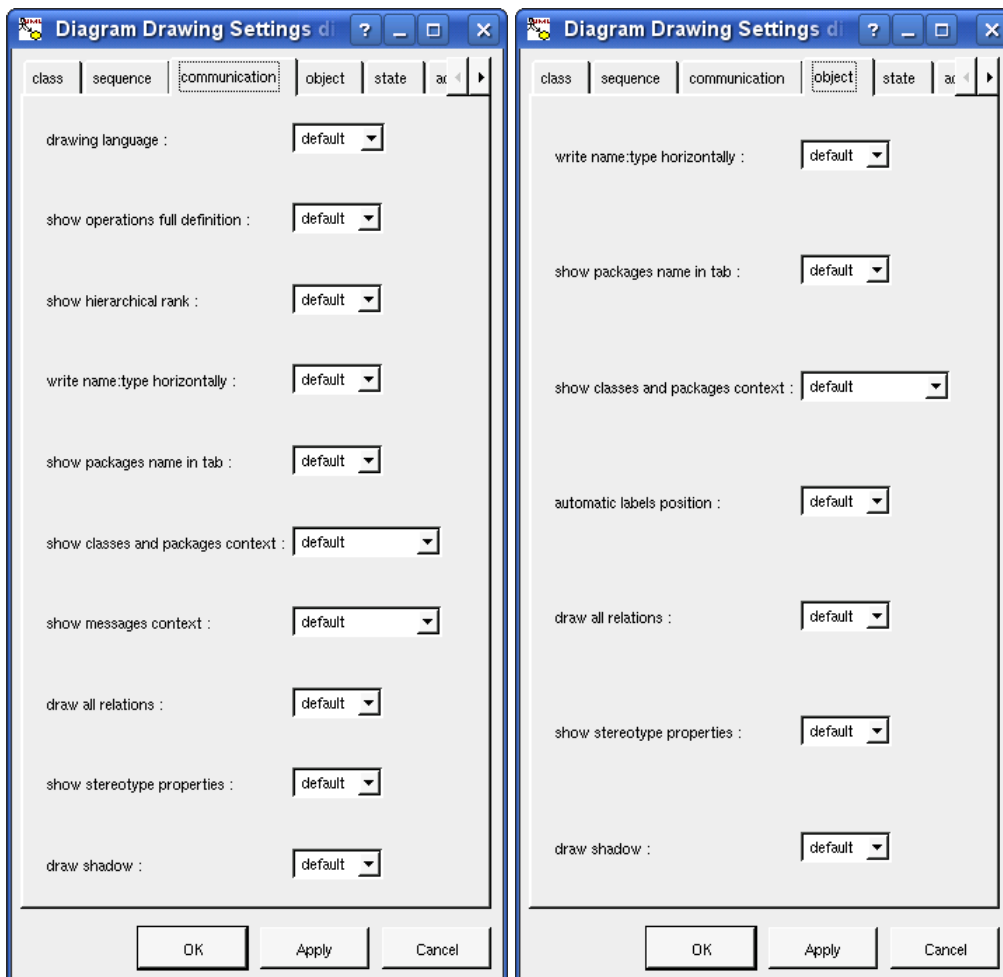 Diagram Drawing Settings di
class sequence communication object state
drawing language : default
show operations full definition : default
show hierarchical rank : default
write name:type horizontally : default
show packages name in tab : default
show classes and packages context : default
show messages context : default
draw all relations : default
show stereotype properties : default
draw shadow : default
OK Apply Cancel
Diagram Drawing Settings di
class sequence communication object state
write name:type horizontally : default
show packages name in tab : default
show classes and packages context : default
automatic labels position : default
draw all relations : default
show stereotype properties : default
draw shadow : default
OK Apply Cancel